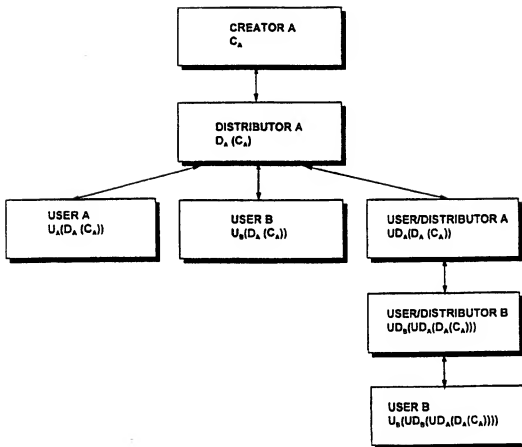 CREATOR A
C_A
DISTRIBUTOR A
D_A (C_A)
USER A
U_A(D_A (C_A))
USER B
U_B(D_A (C_A))
USER/DISTRIBUTOR A
UD_A(D_A (C_A))
USER/DISTRIBUTOR B
UD_B(UD_A(D_A(C_A)))
USER B
U_B(UD_B(UD_A(D_A(C_A))))